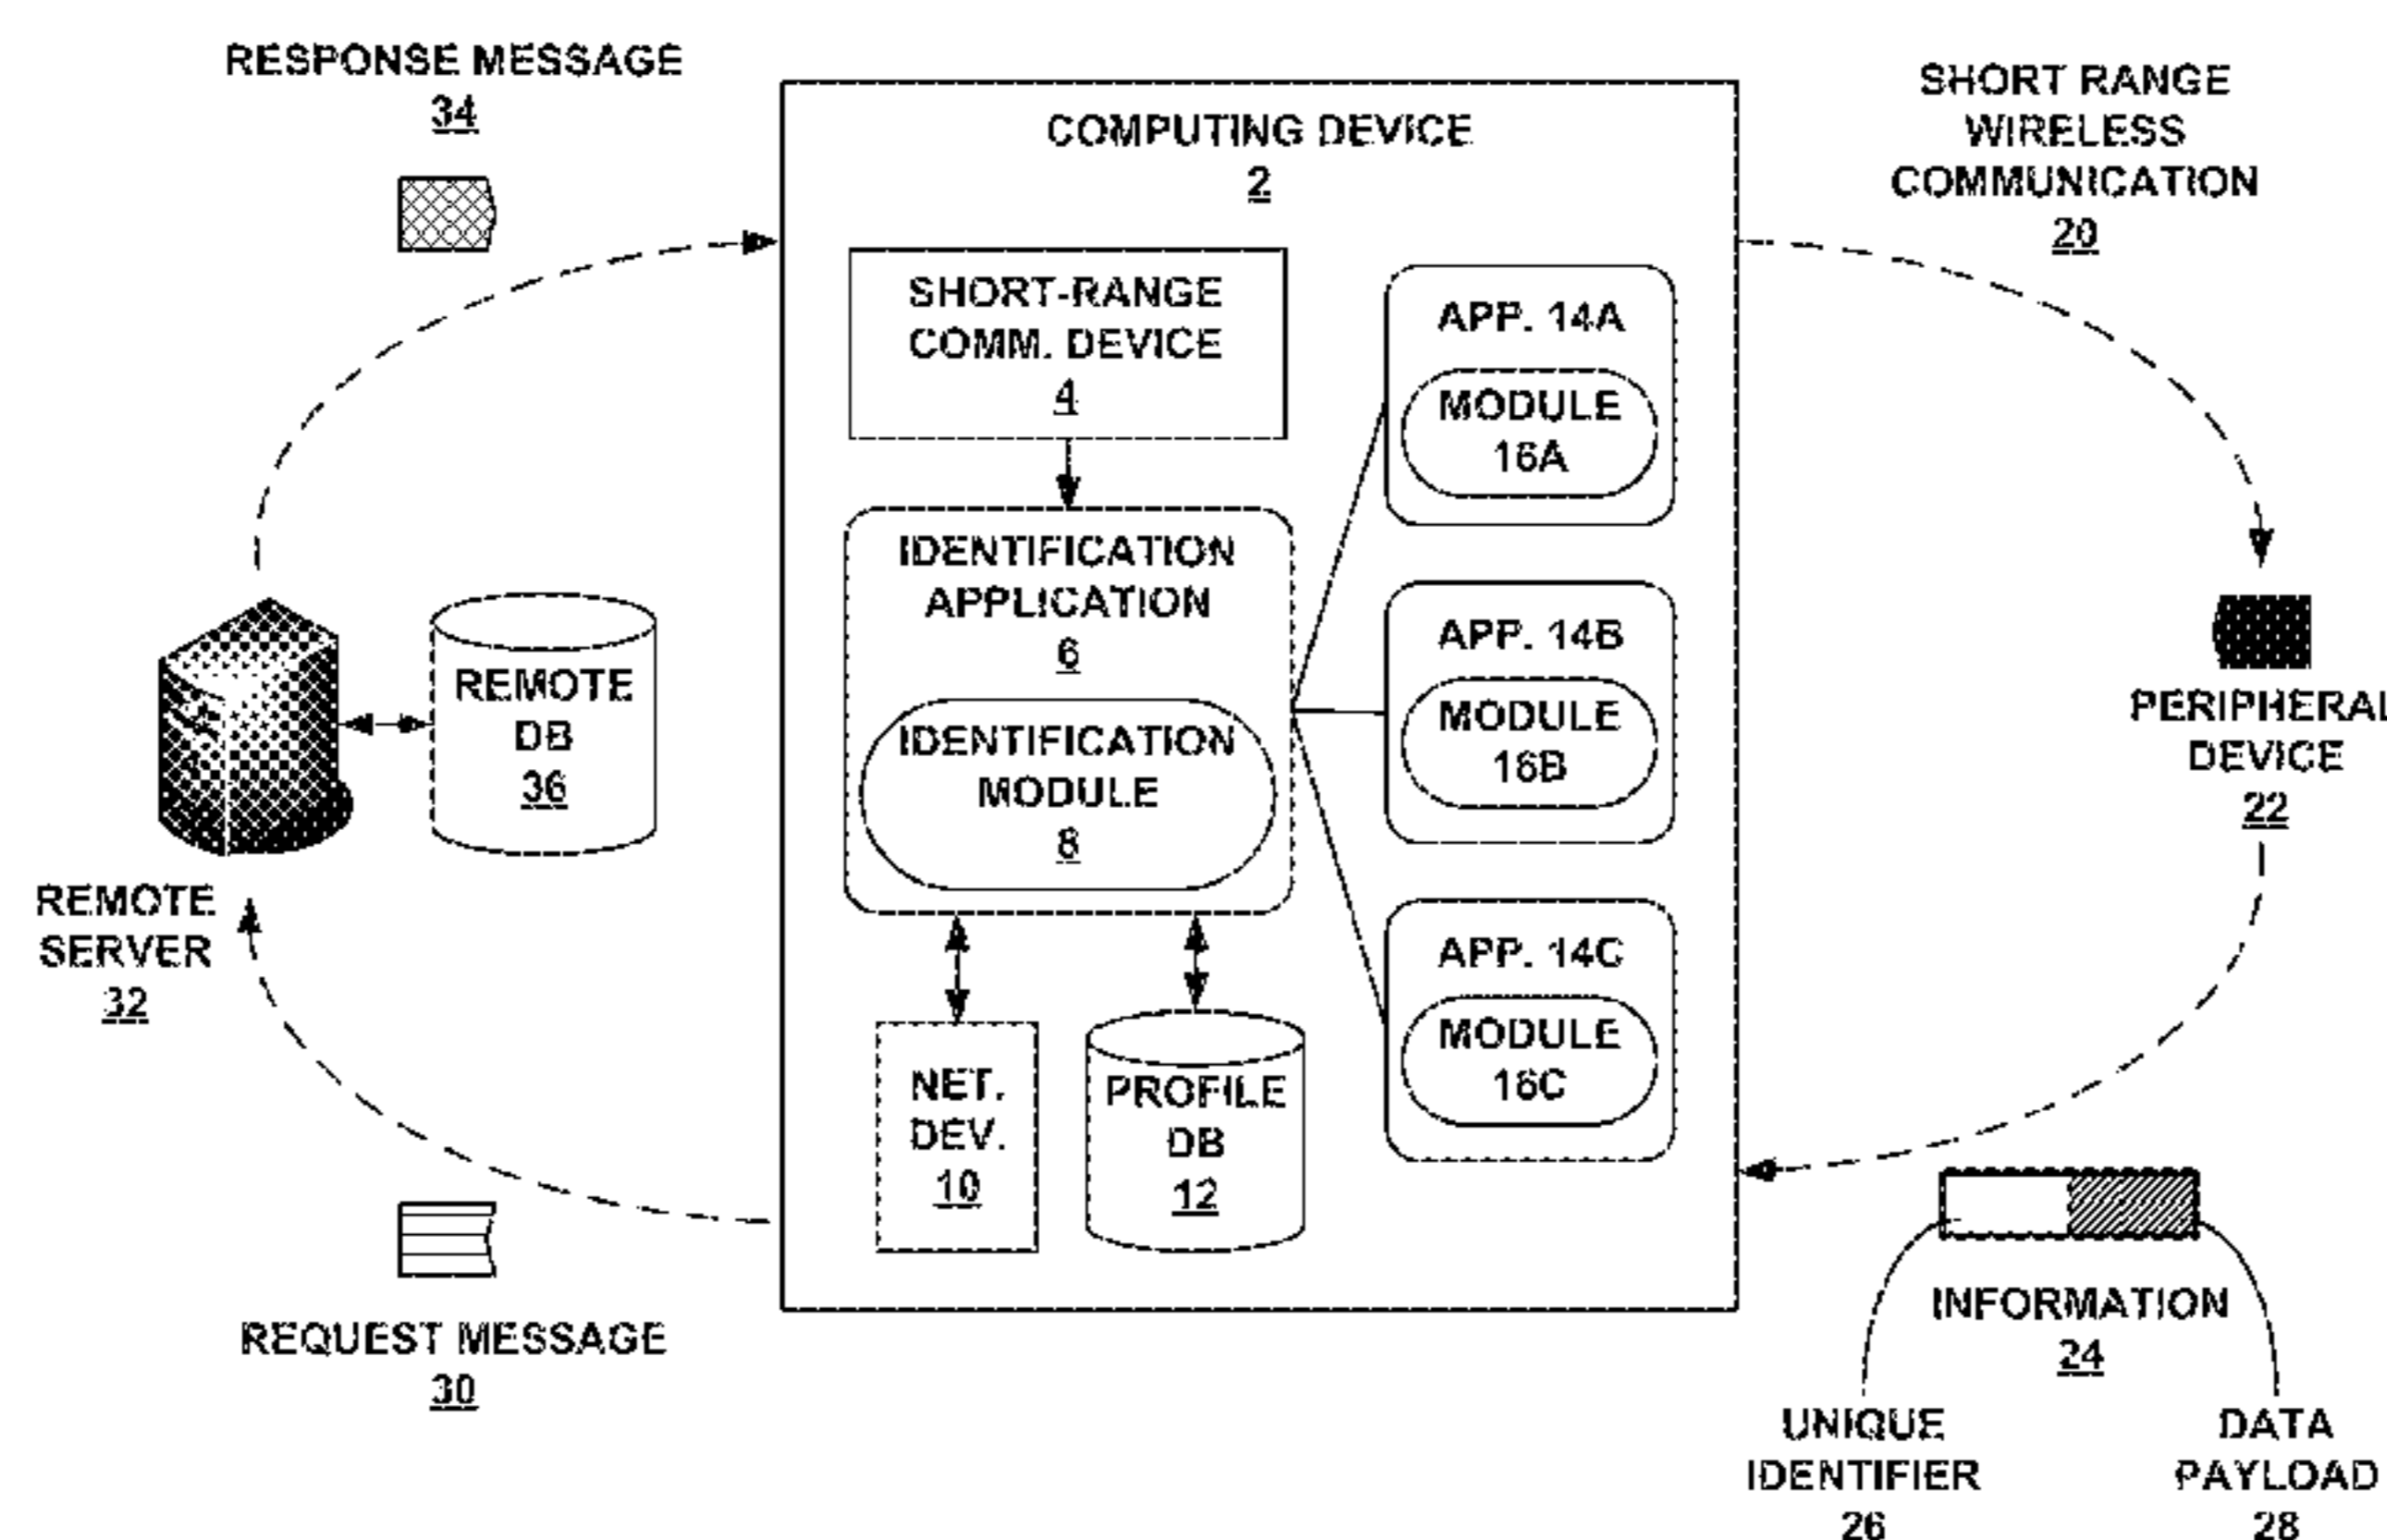 RESPONSE MESSAGE
34
COMPUTING DEVICE
2
SHORT RANGE
WIRELESS
COMMUNICATION
20
SHORT-RANGE
COMM. DEVICE
4
APP. 14A
MODULE
16A
IDENTIFICATION
APPLICATION
6
IDENTIFICATION
MODULE
8
APP. 14B
MODULE
16B
REMOTE
DB
36
PERIPHERAL
DEVICE
22
REMOTE
SERVER
32
APP. 14C
MODULE
16C
NET.
DEV.
10
PROFILE
DB
12
REQUEST MESSAGE
30
INFORMATION
24
UNIQUE
IDENTIFIER
26
DATA
PAYLOAD
28